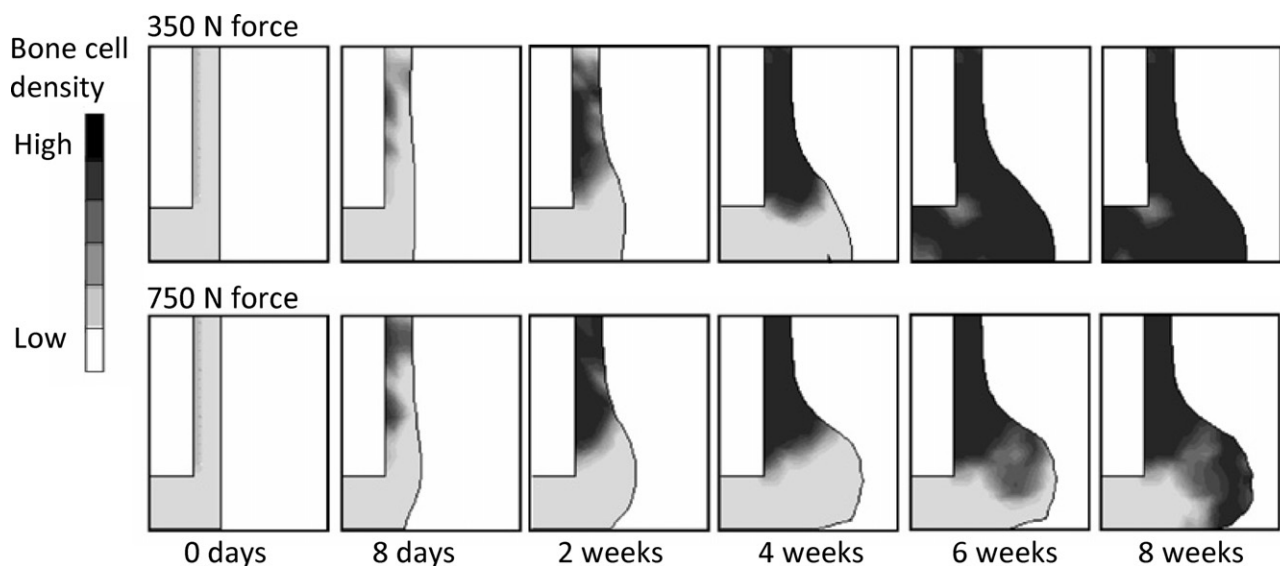 350 N force
Bone cell
density
High
Low
750 N force
0 days
8 days
2 weeks
4 weeks
6 weeks
8 weeks